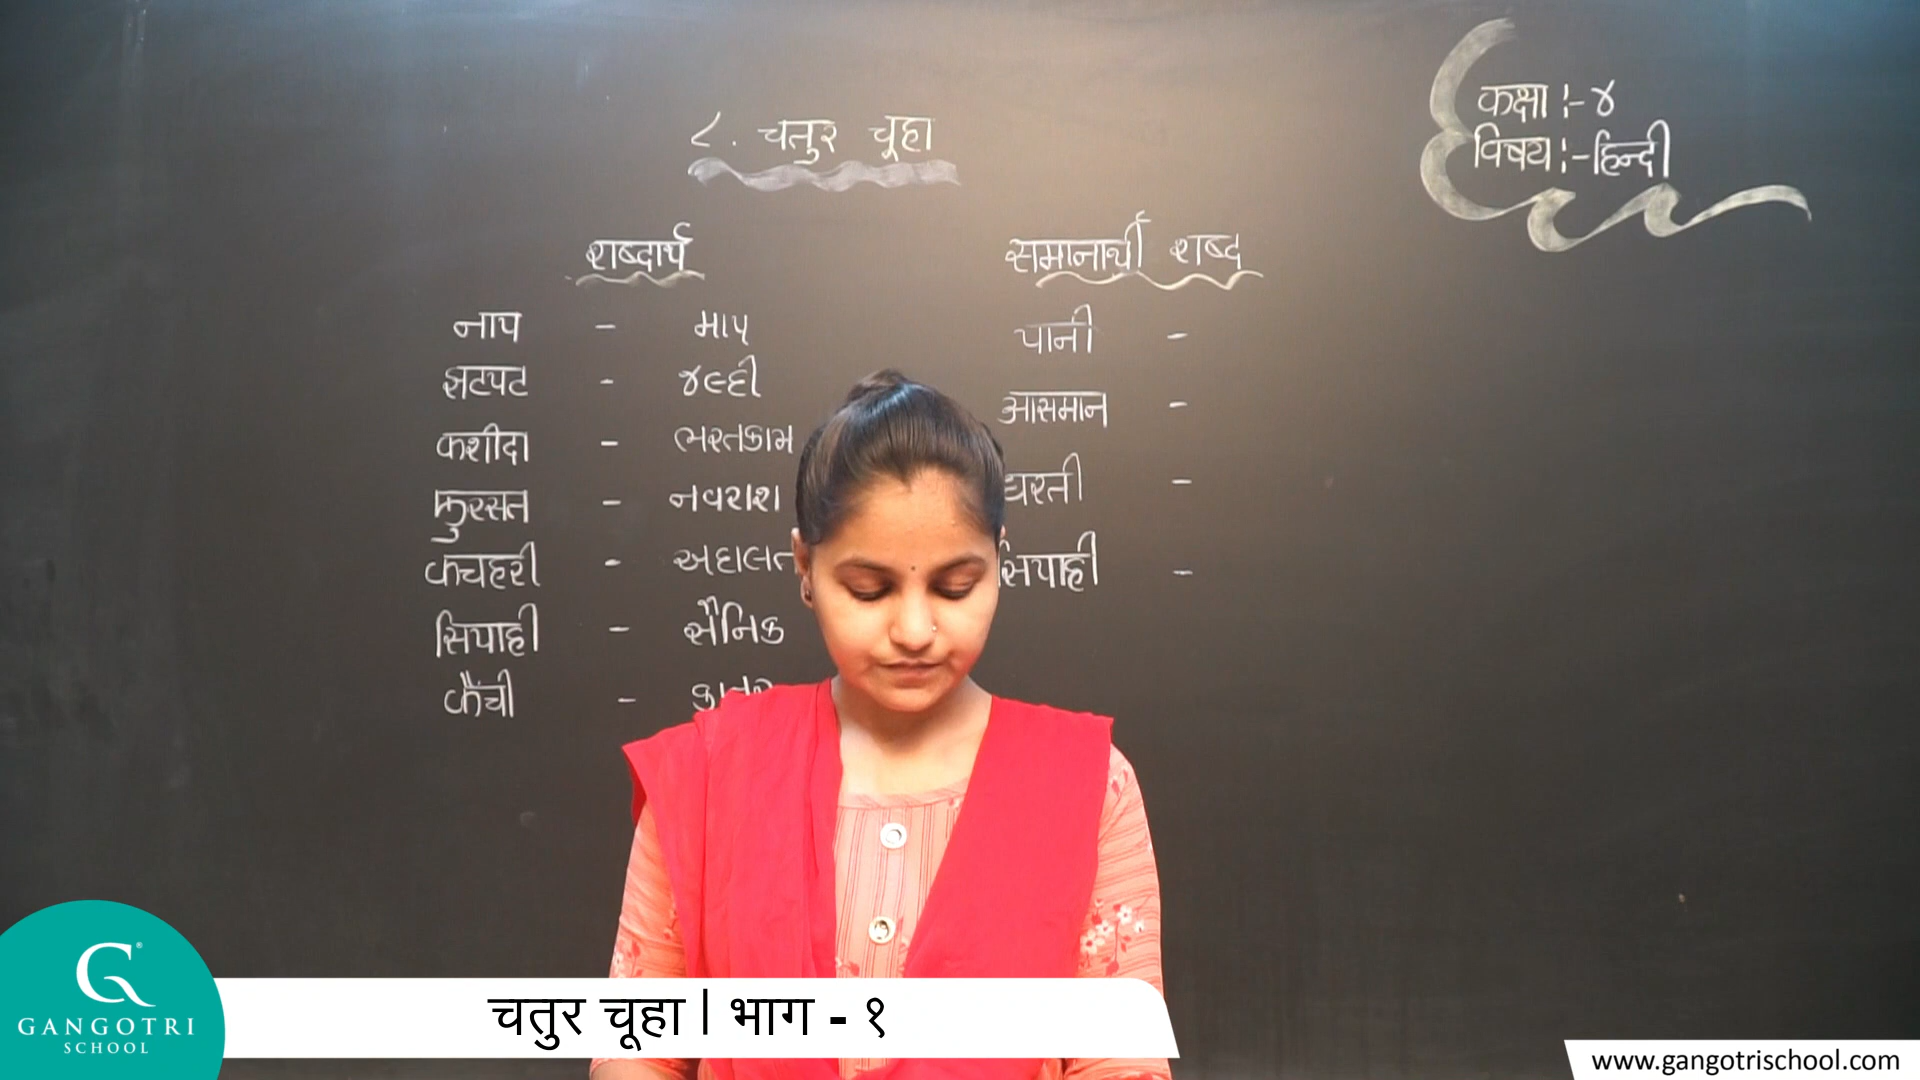 ८. चतुर चूहा
कक्षा :- ४
विषय :- हिन्दी
शब्दार्थ
नाप - માપ
झटपट - જલ્દી
कशीदा - ભરતકામ
फुरसत - નવરાશ
कचहरी - અદાલત
सिपाही - સૈનિક
कैंची -
समानार्थी शब्द
पानी -
आसमान -
धरती -
सिपाही -
चतुर चूहा | भाग - १
GANGOTRI
SCHOOL
www.gangotrischool.com